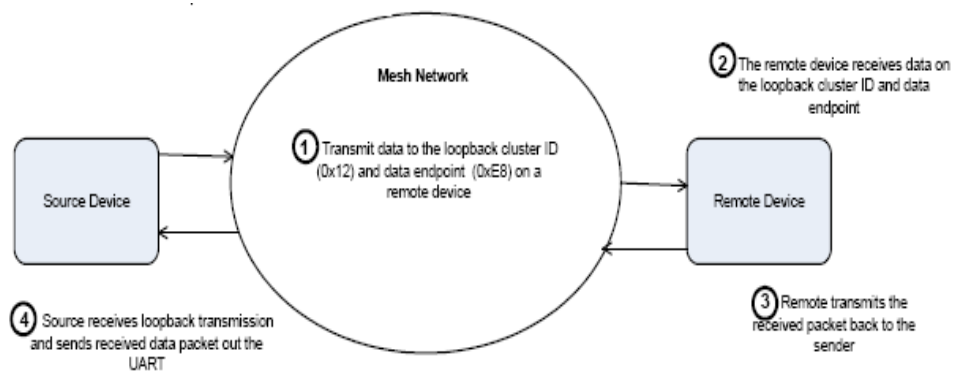 Mesh Network
1 Transmit data to the loopback cluster ID
(0x12) and data endpoint (0xE8) on a
remote device
2 The remote device receives data on
the loopback cluster ID and data
endpoint
Source Device
Remote Device
3 Remote transmits the
received packet back to the
sender
4 Source receives loopback transmission
and sends received data packet out the
UART